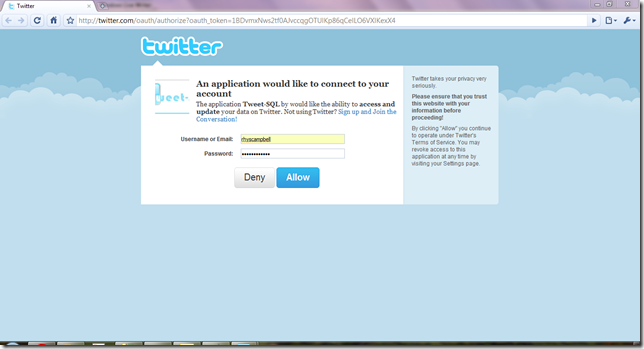 Twitter
http://twitter.com/oauth/authorize?oauth_token=
twitter
An application would like to connect to your
account
The application Tweet-SQL by would like the ability to access and
update your data on Twitter. Not using Twitter? Sign up and Join the
Conversation!
Username or Email: rhyscampbell
Password: ••••••••••••
Deny Allow
Twitter takes your privacy very
seriously.
Please ensure that you trust
this website with your
information before
proceeding!
By clicking "Allow" you continue
to operate under Twitter's
Terms of Service. You may
revoke access to this
application at any time by
visiting your Settings page.